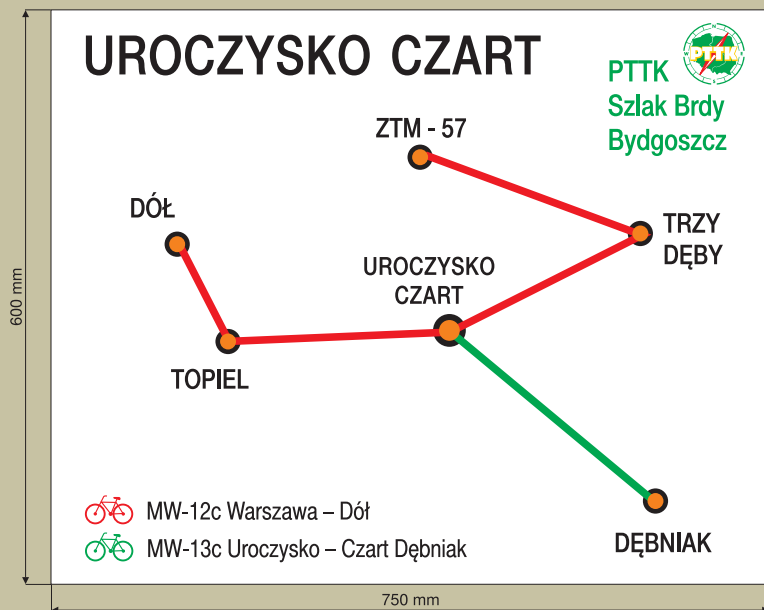 UROCZYSKO CZART
PTTK
PTTK
Szlak Brdy
Bydgoszcz
ZTM - 57
DÓŁ
TRZY
DĘBY
UROCZYSKO
CZART
TOPIEL
DĘBNIAK
MW-12c Warszawa – Dół
MW-13c Uroczysko – Czart Dębniak
600 mm
750 mm